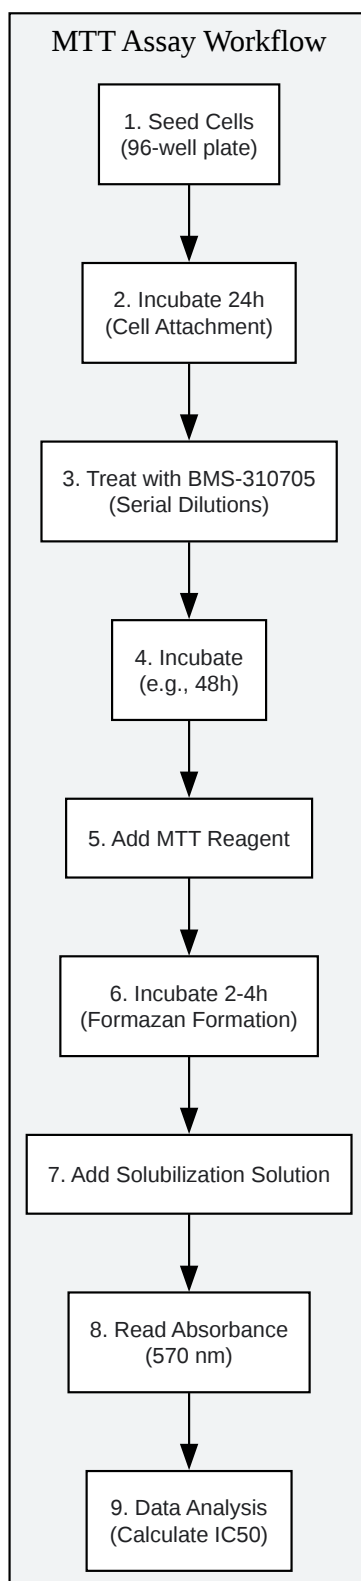 MTT Assay Workflow
1. Seed Cells
(96-well plate)
2. Incubate 24h
(Cell Attachment)
3. Treat with BMS-310705
(Serial Dilutions)
4. Incubate
(e.g., 48h)
5. Add MTT Reagent
6. Incubate 2-4h
(Formazan Formation)
7. Add Solubilization Solution
8. Read Absorbance
(570 nm)
9. Data Analysis
(Calculate IC50)